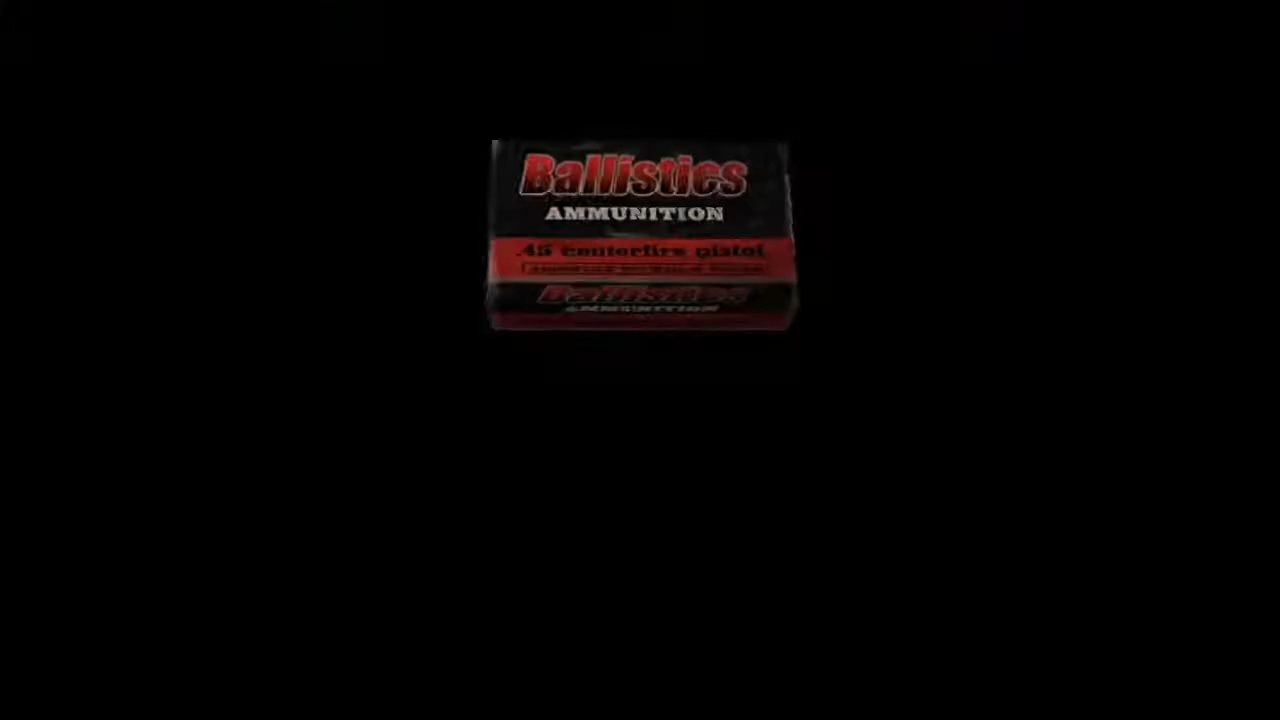 Ballistics
AMMUNITION
.45 centerfire pistol
Ballistics
AMMUNITION